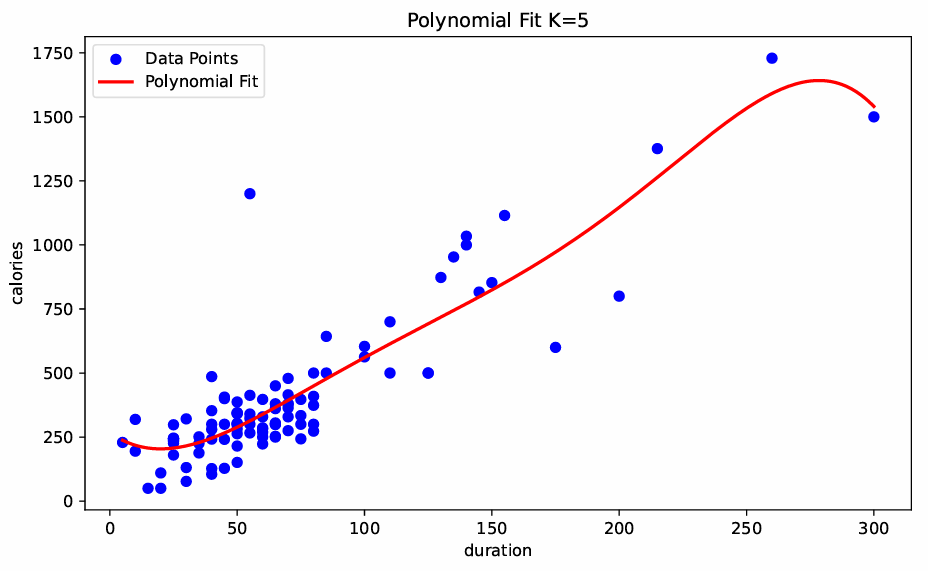 Polynomial Fit K=5
Data Points
Polynomial Fit
1750
1500
1250
1000
750
500
250
0
calories
0 50 100 150 200 250 300
duration